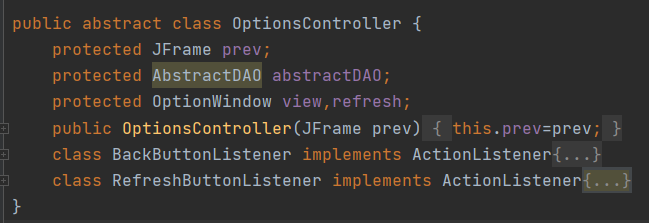 public abstract class OptionsController {
protected JFrame prev;
protected AbstractDAO abstractDAO;
protected OptionWindow view,refresh;
public OptionsController(JFrame prev) { this.prev=prev; }
class BackButtonListener implements ActionListener{...}
class RefreshButtonListener implements ActionListener{...}
}